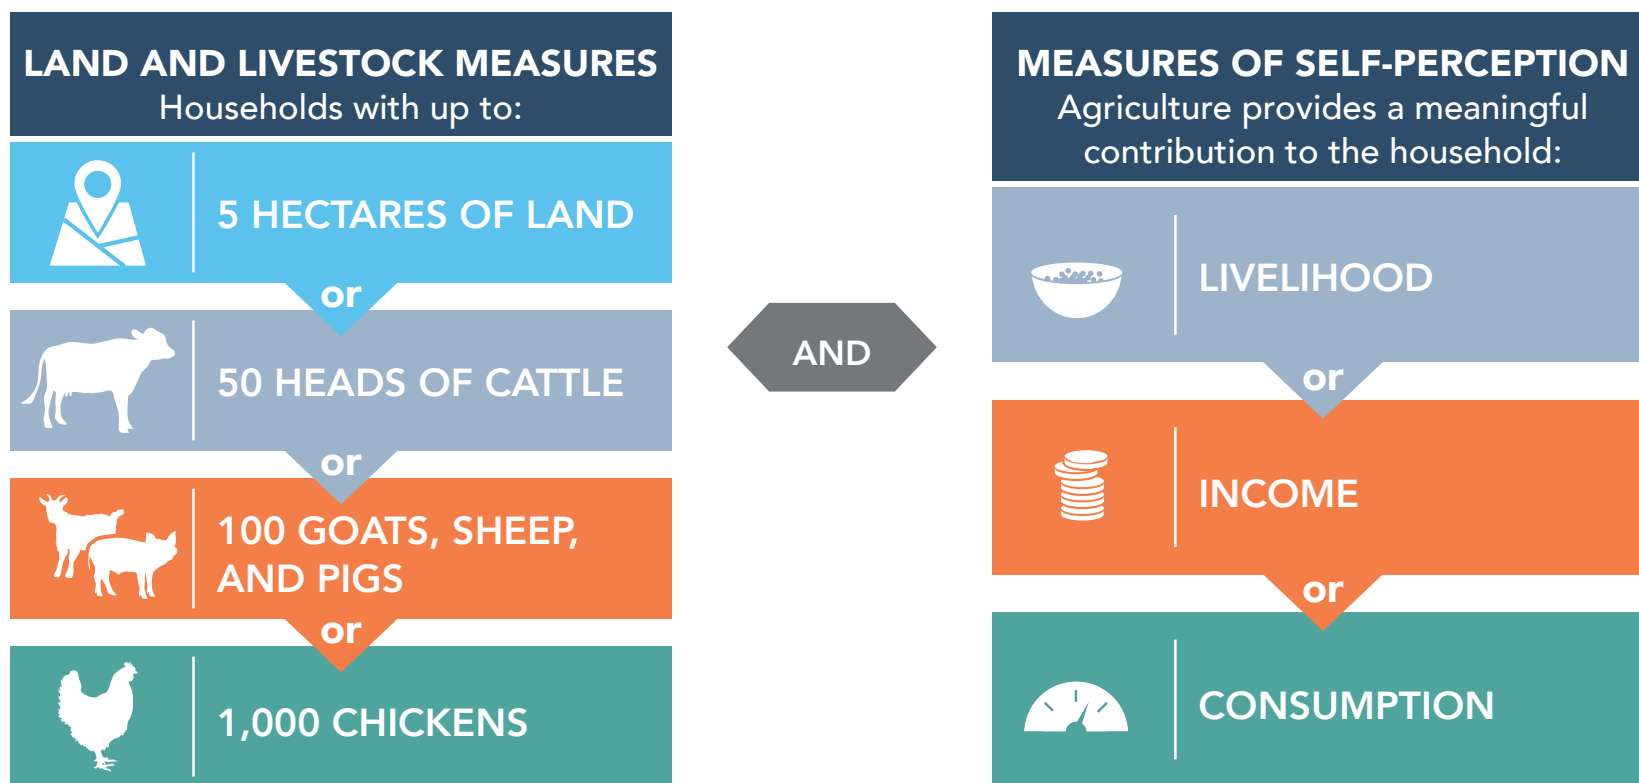 LAND AND LIVESTOCK MEASURES
Households with up to:
5 HECTARES OF LAND
or
50 HEADS OF CATTLE
or
100 GOATS, SHEEP,
AND PIGS
or
1,000 CHICKENS
AND
MEASURES OF SELF-PERCEPTION
Agriculture provides a meaningful
contribution to the household:
LIVELIHOOD
or
INCOME
or
CONSUMPTION